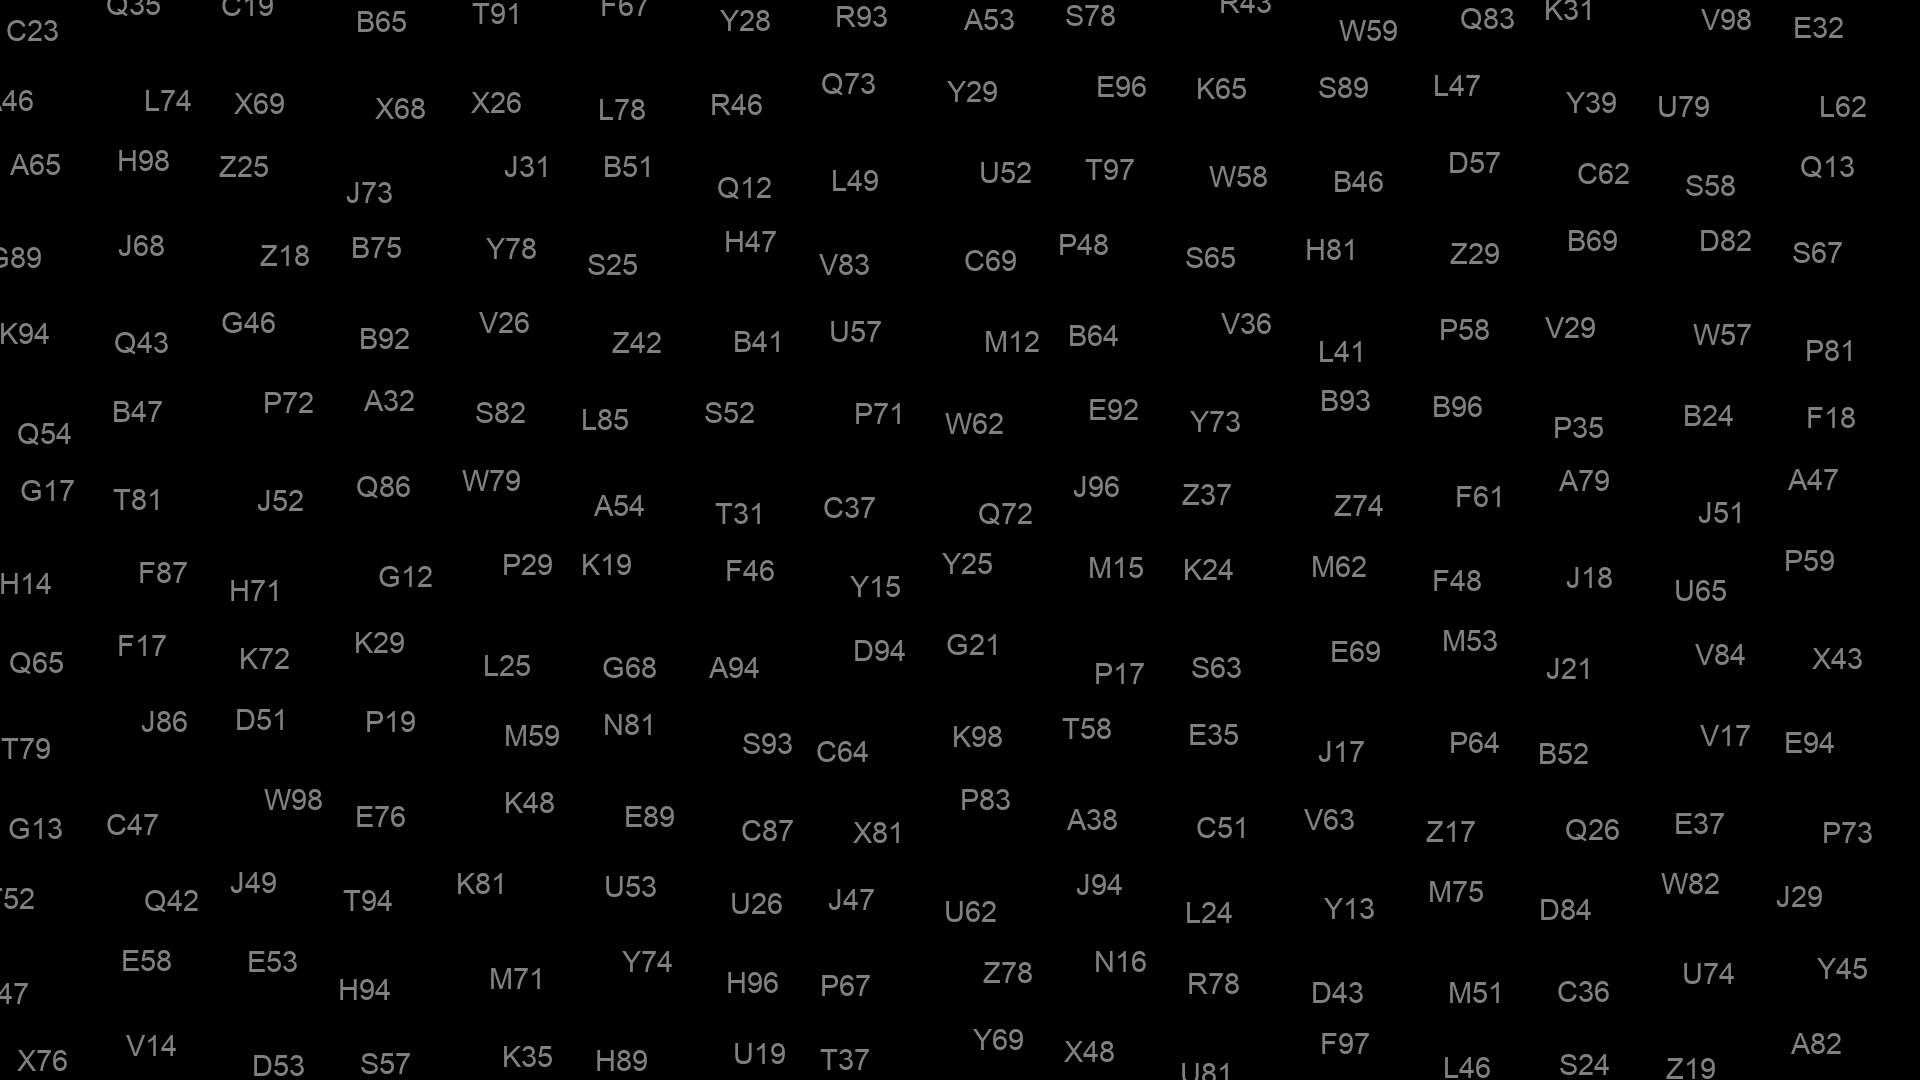 C23 Q35 C19 B65 T91 F67 Y28 R93 A53 S78 R43 W59 Q83 K31 V98 E32
46 L74 X69 X68 X26 L78 R46 Q73 Y29 E96 K65 S89 L47 Y39 U79 L62
A65 H98 Z25 J73 J31 B51 Q12 L49 U52 T97 W58 B46 D57 C62 S58 Q13
G89 J68 Z18 B75 Y78 S25 H47 V83 C69 P48 S65 H81 Z29 B69 D82 S67
K94 Q43 G46 B92 V26 Z42 B41 U57 M12 B64 V36 L41 P58 V29 W57 P81
Q54 B47 P72 A32 S82 L85 S52 P71 W62 E92 Y73 B93 B96 P35 B24 F18
G17 T81 J52 Q86 W79 A54 T31 C37 Q72 J96 Z37 Z74 F61 A79 J51 A47
H14 F87 H71 G12 P29 K19 F46 Y15 Y25 M15 K24 M62 F48 J18 U65 P59
Q65 F17 K72 K29 L25 G68 A94 D94 G21 P17 S63 E69 M53 J21 V84 X43
T79 J86 D51 P19 M59 N81 S93 C64 K98 T58 E35 J17 P64 B52 V17 E94
G13 C47 W98 E76 K48 E89 C87 X81 P83 A38 C51 V63 Z17 Q26 E37 P73
52 Q42 J49 T94 K81 U53 U26 J47 U62 J94 L24 Y13 M75 D84 W82 J29
47 E58 E53 H94 M71 Y74 H96 P67 Z78 N16 R78 D43 M51 C36 U74 Y45
X76 V14 D53 S57 K35 H89 U19 T37 Y69 X48 U81 F97 L46 S24 Z19 A82